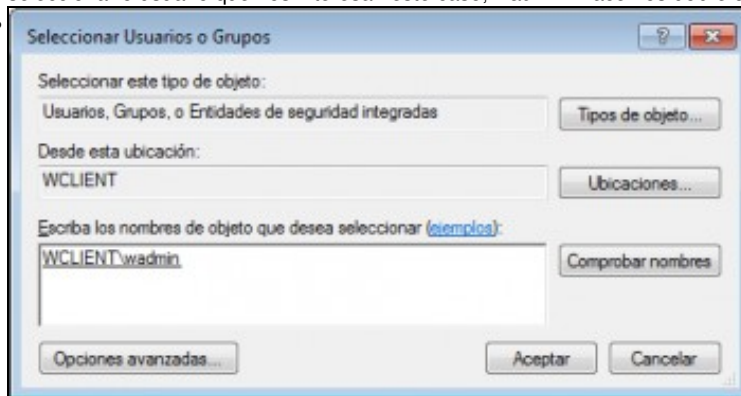 Seleccionar Usuarios o Grupos
Seleccionar este tipo de objeto:
Usuarios, Grupos, o Entidades de seguridad integradas
Tipos de objeto...
Desde esta ubicación:
WCLIENT
Ubicaciones...
Escriba los nombres de objeto que desea seleccionar (ejemplos):
WCLIENT\wadmin
Comprobar nombres
Opciones avanzadas...
Aceptar
Cancelar